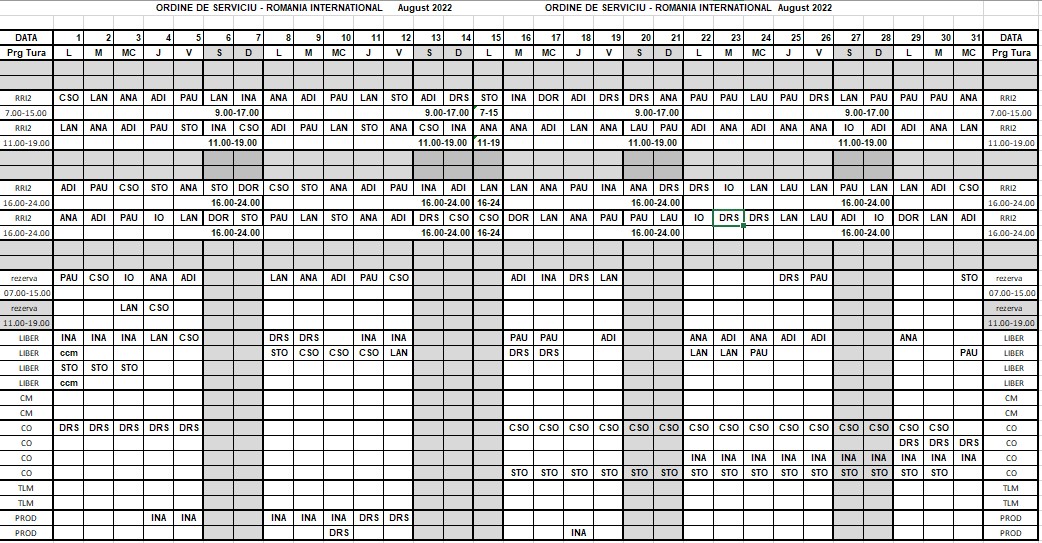 ORDINE DE SERVICIU - ROMANIA INTERNATIONAL August 2022 ORDINE DE SERVICIU - ROMANIA INTERNATIONAL August 2022
DATA 1 2 3 4 5 6 7 8 9 10 11 12 13 14 15 16 17 18 19 20 21 22 23 24 25 26 27 28 29 30 31 DATA
Prg Tura L M MC J V S D L M MC J V S D L M MC J V S D L M MC J V S D L M MC Prg Tura
RRI2 CSO LAN ANA ADI PAU LAN INA ANA ADI PAU LAN STO ADI DRS STO INA DOR ADI DRS DRS ANA PAU PAU LAU PAU DRS LAN PAU PAU PAU ANA RRI2
7.00-15.00 9.00-17.00 9.00-17.00 7-15 9.00-17.00 9.00-17.00 7.00-15.00
RRI2 LAN ANA ADI PAU STO INA CSO ADI PAU LAN STO ANA CSO INA ANA ANA ADI LAN ANA LAU PAU ADI ANA ADI ANA ANA IO ADI ADI ANA LAN RRI2
11.00-19.00 11.00-19.00 11.00-19.00 11-19 11.00-19.00 11.00-19.00 11.00-19.00
RRI2 ADI PAU CSO STO ANA STO DOR CSO STO ANA ADI PAU INA ADI LAN LAN LAN PAU INA ANA DRS DRS IO LAN LAU LAN PAU LAN LAN ADI CSO RRI2
16.00-24.00 16.00-24.00 16.00-24.00 16-24 16.00-24.00 16.00-24.00 16.00-24.00
RRI2 ANA ADI PAU IO LAN DOR STO PAU LAN STO ANA ADI DRS CSO CSO DOR LAN ANA PAU PAU LAU IO DRS DRS LAN LAU ADI IO DOR LAN ADI RRI2
16.00-24.00 16.00-24.00 16.00-24.00 16-24 16.00-24.00 16.00-24.00 16.00-24.00
rezerva PAU CSO IO ANA ADI LAN ANA ADI PAU CSO ADI INA DRS LAN DRS PAU STO rezerva
07.00-15.00 07.00-15.00
rezerva LAN CSO rezerva
11.00-19.00 11.00-19.00
LIBER INA INA INA LAN CSO DRS DRS INA INA PAU PAU ADI ANA ADI ANA ADI ADI ANA LIBER
LIBER ccm STO CSO CSO CSO LAN DRS DRS LAN LAN PAU PAU LIBER
LIBER STO STO STO LIBER
LIBER ccm LIBER
CM CM
CM CM
CO DRS DRS DRS DRS DRS CSO CSO CSO CSO CSO CSO CSO CSO CSO CSO CSO CSO CSO CSO CSO CO
CO DRS DRS DRS CO
CO INA INA INA INA INA INA INA INA INA INA CO
CO STO STO STO STO STO STO STO STO STO STO STO STO STO STO STO CO
TLM TLM
TLM TLM
PROD INA INA INA INA INA DRS DRS PROD
PROD DRS INA PROD